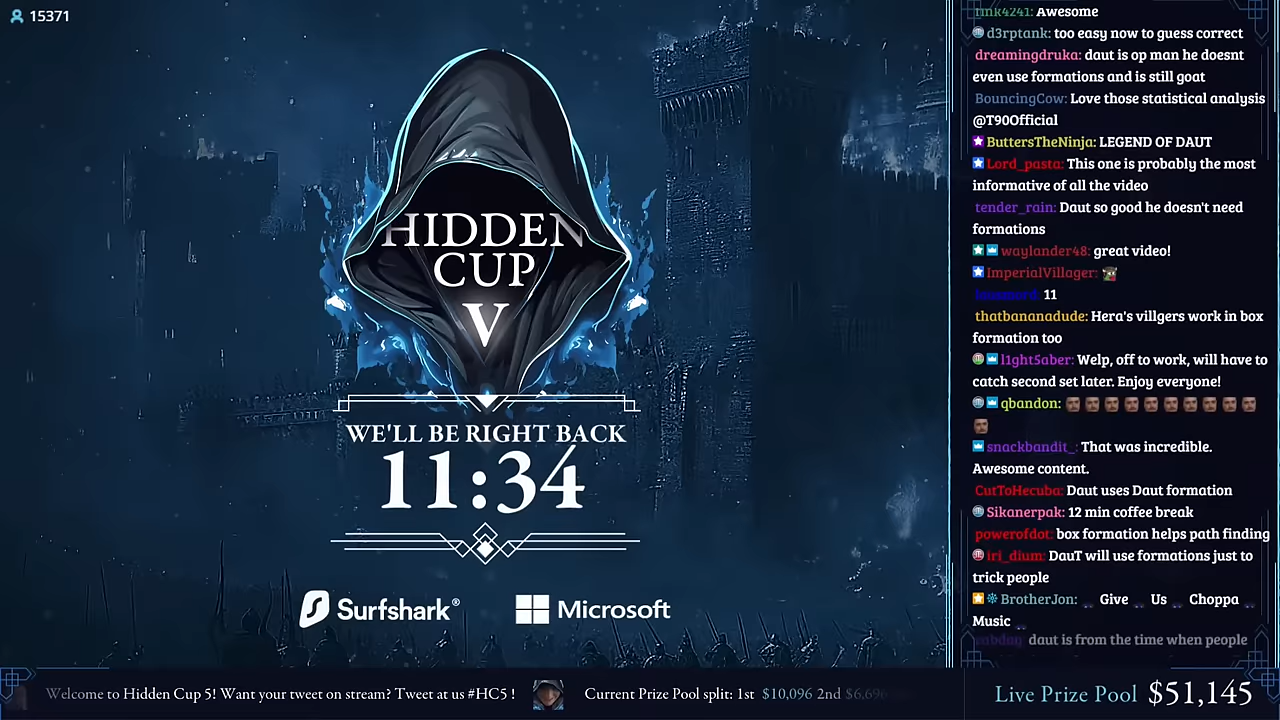 15371
HIDDEN
CUP
V
WE'LL BE RIGHT BACK
11:34
Surfshark®
Microsoft
tink4241: Awesome
d3rptank: too easy now to guess correct
dreamingdruka: daut is op man he doesnt
even use formations and is still goat
BouncingCow: Love those statistical analysis
@T90Official
ButtersTheNinja: LEGEND OF DAUT
Lord_pasta: This one is probably the most
informative of all the video
tender_rain: Daut so good he doesn't need
formations
waylander48: great video!
ImperialVillager:
11
thatbananadude: Hera's villgers work in box
formation too
l1ght5aber: Welp, off to work, will have to
catch second set later. Enjoy everyone!
qbandon:
snackbandit_: That was incredible.
Awesome content.
CutToHecuba: Daut uses Daut formation
Sikanerpak: 12 min coffee break
powerofdot: box formation helps path finding
iri_dium: DauT will use formations just to
trick people
BrotherJon: Give Us Choppa
Music
daut is from the time when people
Welcome to Hidden Cup 5! Want your tweet on stream? Tweet at us #HC5 !
Current Prize Pool split: 1st $10,096 2nd $6,696
Live Prize Pool $51,145